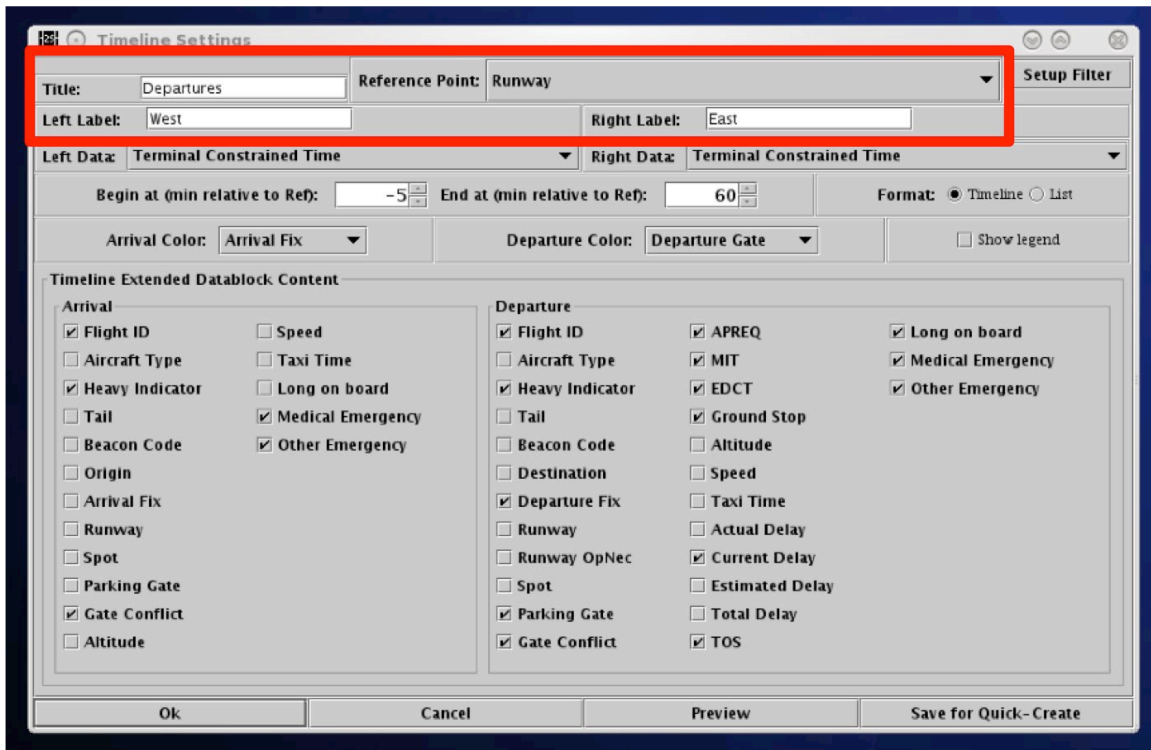 Timeline Settings
Title: Departures Reference Point: Runway Setup Filter
Left Label: West Right Label: East
Left Data: Terminal Constrained Time Right Data: Terminal Constrained Time
Begin at (min relative to Ref): -5 End at (min relative to Ref): 60 Format: Timeline List
Arrival Color: Arrival Fix Departure Color: Departure Gate Show legend
Timeline Extended Datablock Content
Arrival
Flight ID Speed
Aircraft Type Taxi Time
Heavy Indicator Long on board
Tail Medical Emergency
Beacon Code Other Emergency
Origin
Arrival Fix
Runway
Spot
Parking Gate
Gate Conflict
Altitude
Departure
Flight ID APREQ Long on board
Aircraft Type MIT Medical Emergency
Heavy Indicator EDCT Other Emergency
Tail Ground Stop
Beacon Code Altitude
Destination Speed
Departure Fix Taxi Time
Runway Actual Delay
Runway OpNec Current Delay
Spot Estimated Delay
Parking Gate Total Delay
Gate Conflict TOS
Ok Cancel Preview Save for Quick-Create